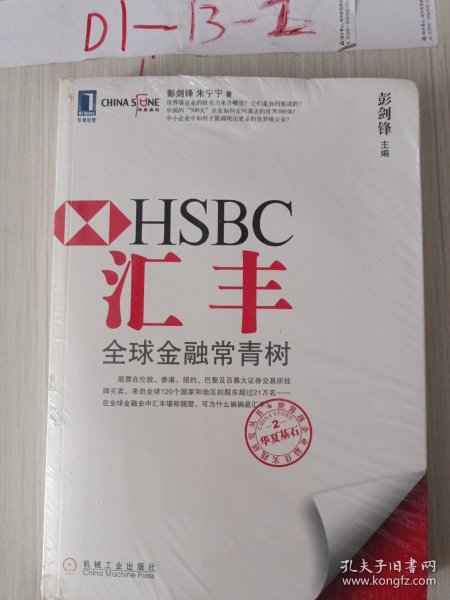 D1-13-2
华章经管
CHINA STONE
华夏基石
彭剑锋 朱宁宁 著
世界级企业的软实力来自哪里？它们是如何炼成的？
中国的“500大”企业如何走向真正的世界500强？
中小企业中如何才能涌现出更多的世界级企业？
彭剑锋
主编
HSBC
汇丰
全球金融常青树
股票在伦敦、香港、纽约、巴黎及百慕大证券交易所挂
牌买卖，来自全球120个国家和地区的股东超过21万名——
在全球金融业中汇丰堪称翘楚，可为什么偏偏是汇丰
CHINA STONE
2
华夏基石
机械工业出版社
China Machine Press
孔夫子旧书网
www.kongfz.com